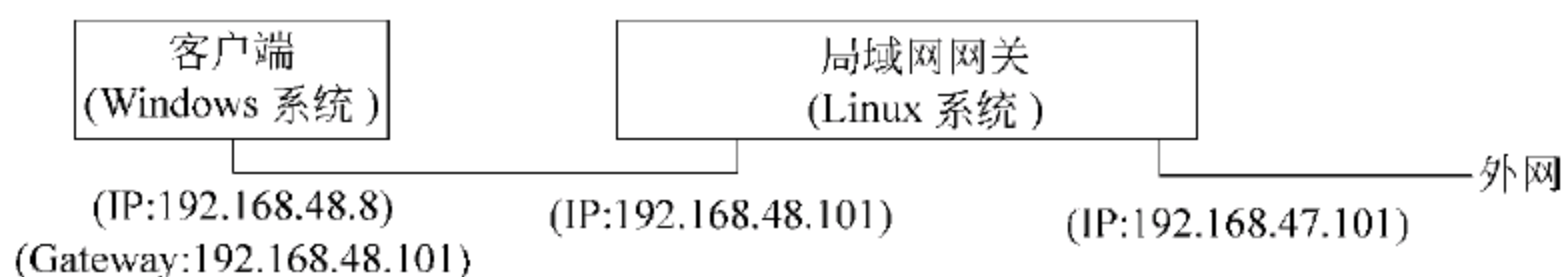 客户端
(Windows 系统 )
局域网网关
(Linux 系统 )
外网
(IP:192.168.48.8)
(Gateway:192.168.48.101)
(IP:192.168.48.101)
(IP:192.168.47.101)